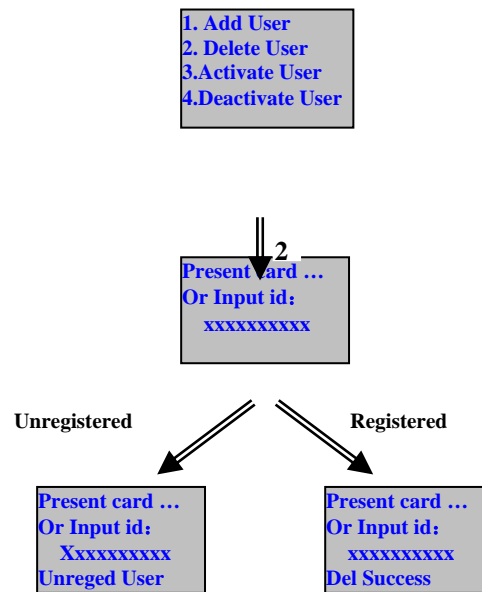 1. Add User
2. Delete User
3.Activate User
4.Deactivate User
2
Present card …
Or Input id：
xxxxxxxxxx
Unregistered
Registered
Present card …
Or Input id：
Xxxxxxxxxx
Unreged User
Present card …
Or Input id：
xxxxxxxxxx
Del Success